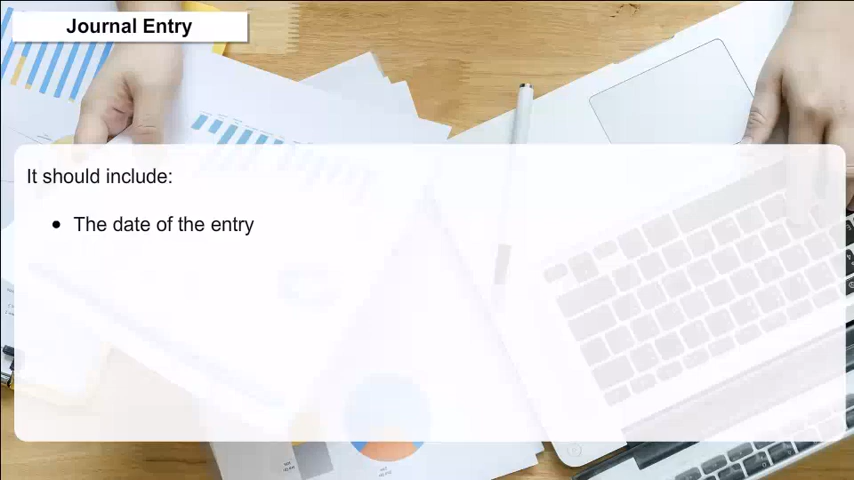 Journal Entry
It should include:
• The date of the entry